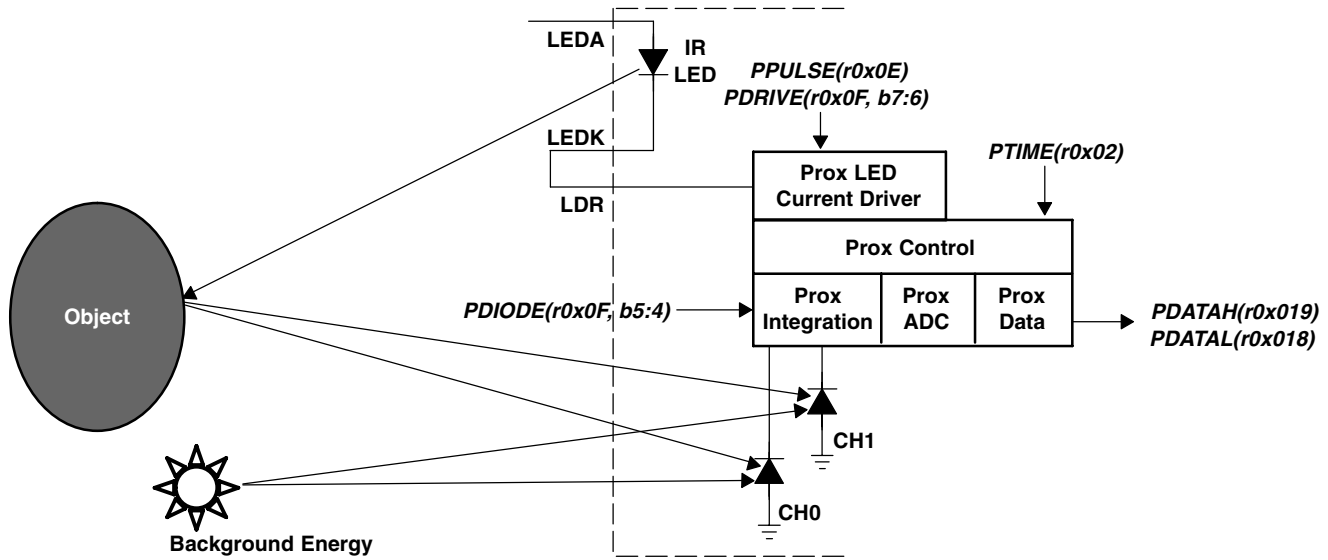 LEDA
IR
LED
PPULSE(r0x0E)
PDRIVE(r0x0F, b7:6)
LEDK
PTIME(r0x02)
Prox LED
Current Driver
LDR
Prox Control
Object
PDIODE(r0x0F, b5:4)
Prox
Integration
Prox
ADC
Prox
Data
PDATAH(r0x019)
PDATAL(r0x018)
CH1
CH0
Background Energy